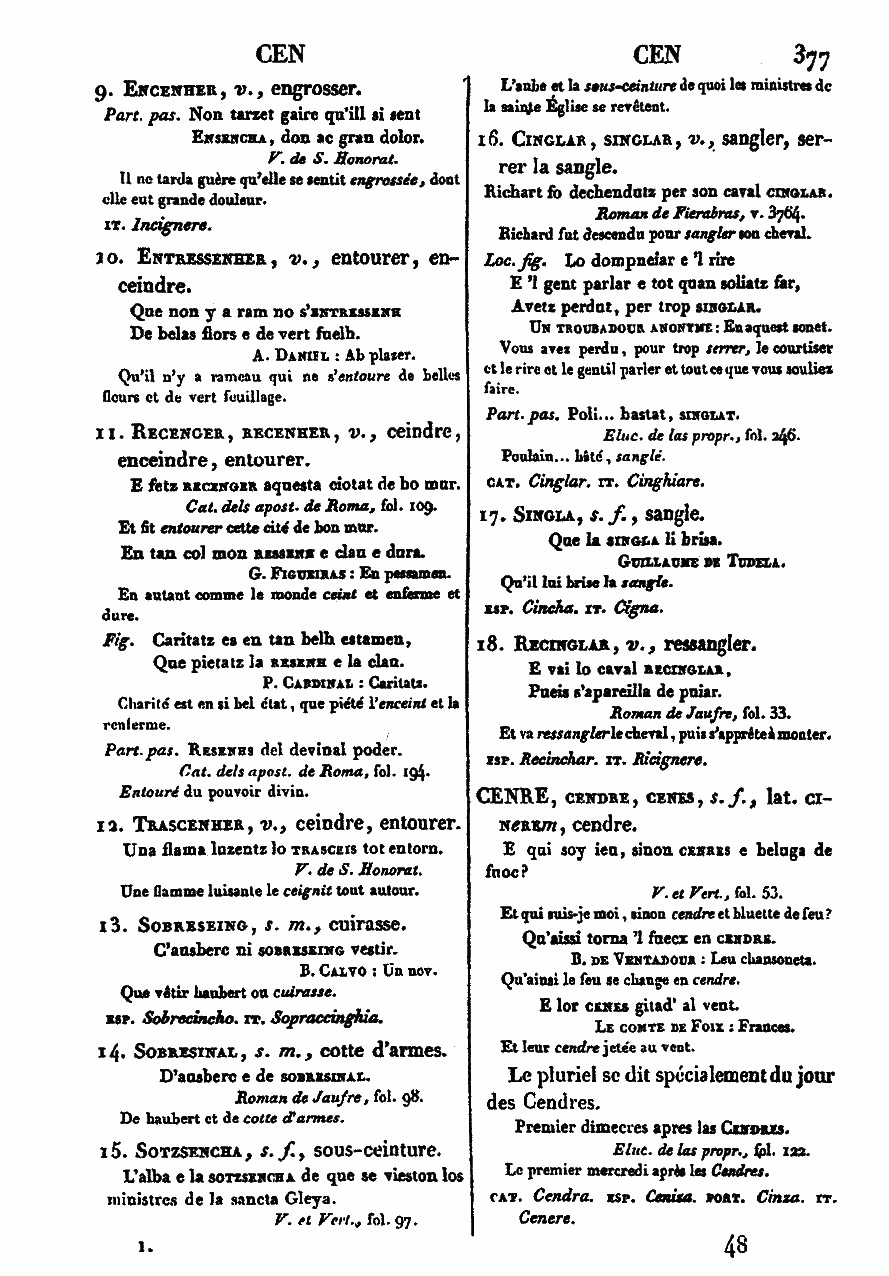 CEN
CEN 377
9. Encenher, v., engrosser.
Part. pas. Non tarzet gaire qu'ill si sent
Ensencha, don ac gran dolor.
V. de S. Honorat.
Il ne tarda guère qu'elle se sentit engrossée, dont
elle eut grande douleur.
it. Incignere.
10. Entressenher, v., entourer, en-
ceindre.
Que non y a ram no s'entressenh
De belas flors e de vert fuelh.
A. Daniel : Ab plazer.
Qu'il n'y a rameau qui ne s'entoure de belles
fleurs et de vert feuillage.
11. Recenger, recenher, v., ceindre,
enceindre, entourer.
E fetz recenger aquesta ciotat de bo mur.
Cat. dels apost. de Roma, fol. 109.
Et fit entourer cette cité de bon mur.
En tan col mon ressenh e clau e dura.
G. Figueiras : En pessamen.
En autant comme le monde ceint et enferme et
dure.
Fig. Caritatz es en tan belh estamen,
Que pietatz la resenh e la clau.
P. Cardinal : Caritatz.
Charité est en si bel état, que piété l'enceint et la
renferme.
Part. pas. Resenhs del devinal poder.
Cat. dels apost. de Roma, fol. 194.
Entouré du pouvoir divin.
12. Trascenher, v., ceindre, entourer.
Una flama luzentz lo trasceis tot entorn.
V. de S. Honorat.
Une flamme luisante le ceignit tout autour.
13. Sobreseing, s. m., cuirasse.
C'ausberc ni sobreseing vestir.
B. Calvo : Un nov.
Que vêtir haubert ou cuirasse.
esp. Sobrecincho. it. Sopraccinghia.
14. Sobresinal, s. m., cotte d'armes.
D'ausberc e de sobresinal.
Roman de Jaufre, fol. 98.
De haubert et de cotte d'armes.
15. Sotzsencha, s. f., sous-ceinture.
L'alba e la sotzsencha de que se vieston los
ministres de la sancta Gleya.
V. et Vert., fol. 97.
1.
L'aube et la sous-ceinture de quoi les ministres de
la sainte Église se revêtent.
16. Cinglar, singlar, v., sangler, ser-
rer la sangle.
Richart fo dechendutz per son caval cinglar.
Roman de Fierabras, v. 3764.
Richard fut descendu pour sangler son cheval.
Loc. fig. Lo dompneiar e 'l rire
E 'l gent parlar e tot quan soliatz far,
Avetz perdut, per trop singlar.
Un troubadour anonyme : En aquest sonet.
Vous avez perdu, pour trop serrer, le courtiser
et le rire et le gentil parler et tout ce que vous souliez
faire.
Part. pas. Poli... bastat, singlat.
Eluc. de las propr., fol. 246.
Poulain... bâté, sanglé.
cat. Cinglar. it. Cinghiare.
17. Singla, s. f., sangle.
Que la singla li brisa.
Guillaume de Tudela.
Qu'il lui brise la sangle.
esp. Cincha. it. Cigna.
18. Recinglar, v., ressangler.
E vai lo caval recinglar,
Pueis s'apareilla de puiar.
Roman de Jaufre, fol. 33.
Et va ressangler le cheval, puis s'apprête à monter.
esp. Recinchar. it. Ricignere.
CENRE, cendre, cenes, s. f., lat. ci-
nerem, cendre.
E qui soy ieu, sinon cenres e beluga de
fuoc?
V. et Vert., fol. 53.
Et qui suis-je moi, sinon cendre et bluette de feu?
Qu'aissi torna 'l fuecx en cendre.
B. de Ventadour : Leu chansoneta.
Qu'ainsi le feu se change en cendre.
E lor cenes gitad' al vent.
Le comte de Foix : Frances.
Et leur cendre jetée au vent.
Le pluriel se dit spécialement du jour
des Cendres.
Premier dimecres apres las Cendres.
Eluc. de las propr., fol. 122.
Le premier mercredi après les Cendres.
cat. Cendra. esp. Ceniza. port. Cinza. it.
Cenere.
48